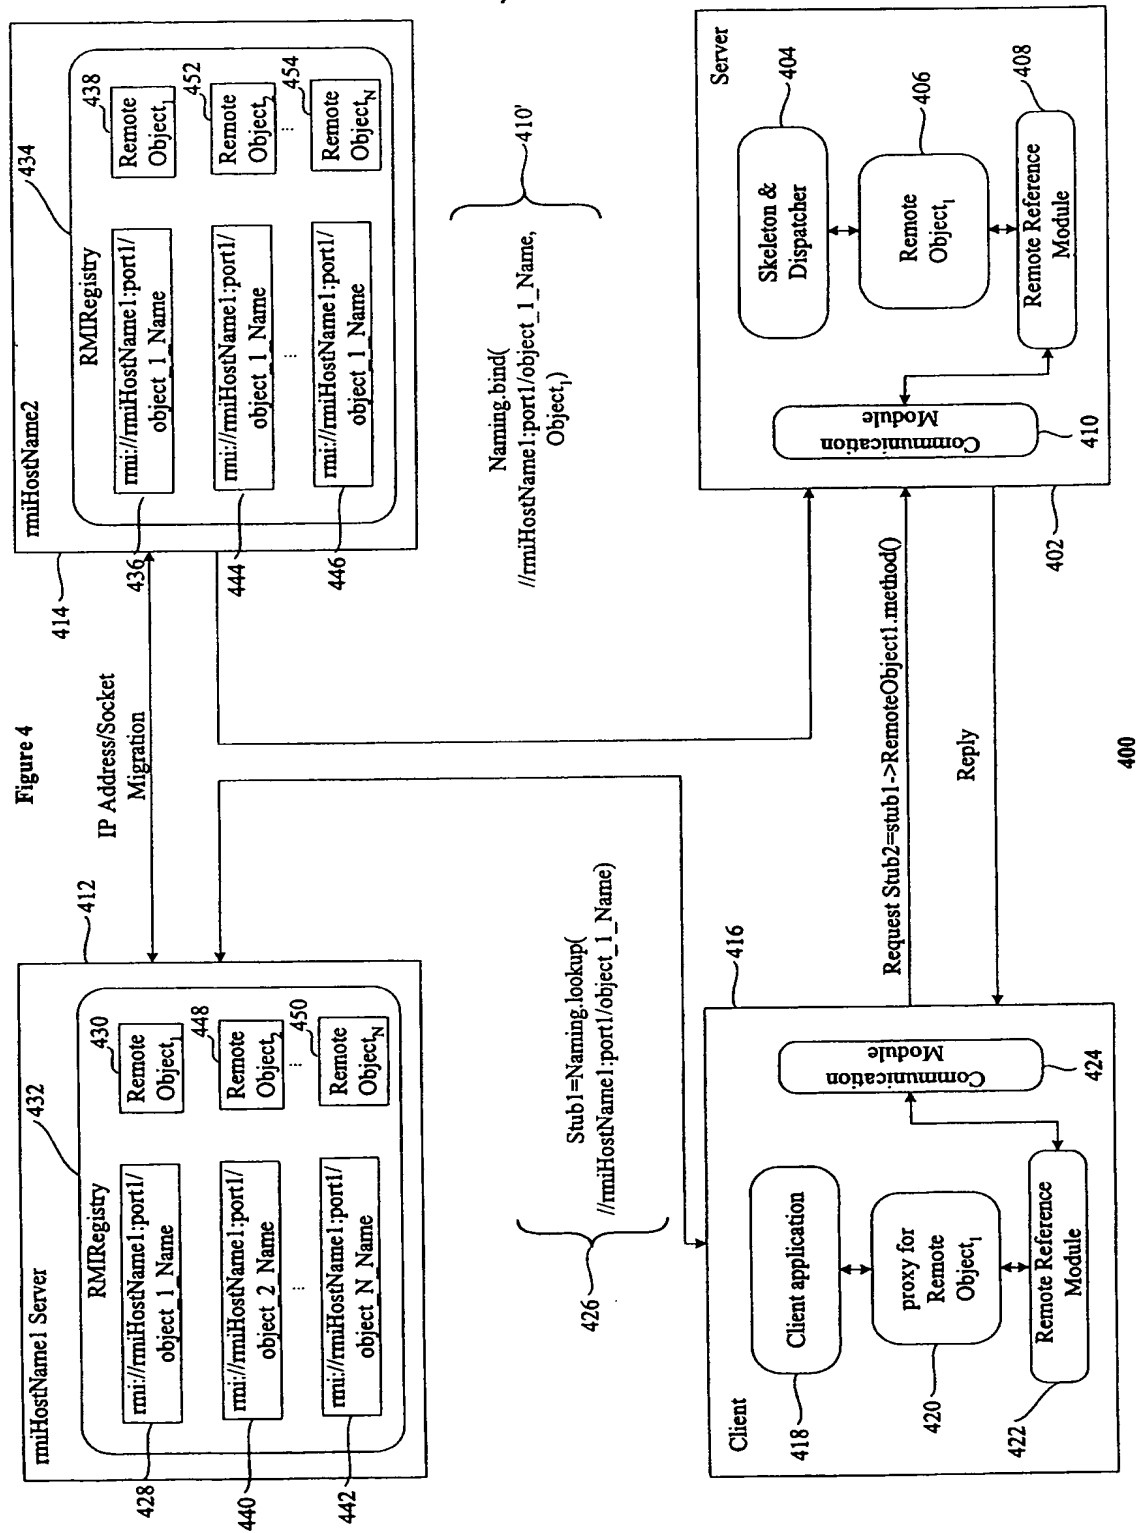 Figure 4
rmiHostName1 Server
412
432
RMIRegistry
rmi://rmiHostName1:port1/
object_1_Name
428
Remote
Object1
430
rmi://rmiHostName1:port1/
object_2_Name
440
Remote
Object2
448
...
...
rmi://rmiHostName1:port1/
object_N_Name
442
Remote
ObjectN
450
IP Address/Socket
Migration
rmiHostName2
414
434
RMIRegistry
rmi://rmiHostName1:port1/
object_1_Name
436
Remote
Object1
438
rmi://rmiHostName1:port1/
object_1_Name
444
Remote
Object2
452
...
...
rmi://rmiHostName1:port1/
object_1_Name
446
Remote
ObjectN
454
426
Stub1=Naming.lookup(
//rmiHostName1:port1/object_1_Name)
Naming.bind(
//rmiHostName1:port1/object_1_Name,
Object1)
410'
Client
416
Client application
418
proxy for
Remote
Object1
420
Remote Reference
Module
422
Communication
Module
424
Request Stub2=stub1->RemoteObject1.method()
Reply
Server
402
Skeleton &
Dispatcher
404
Remote
Object1
406
Remote Reference
Module
408
Communication
Module
410
400